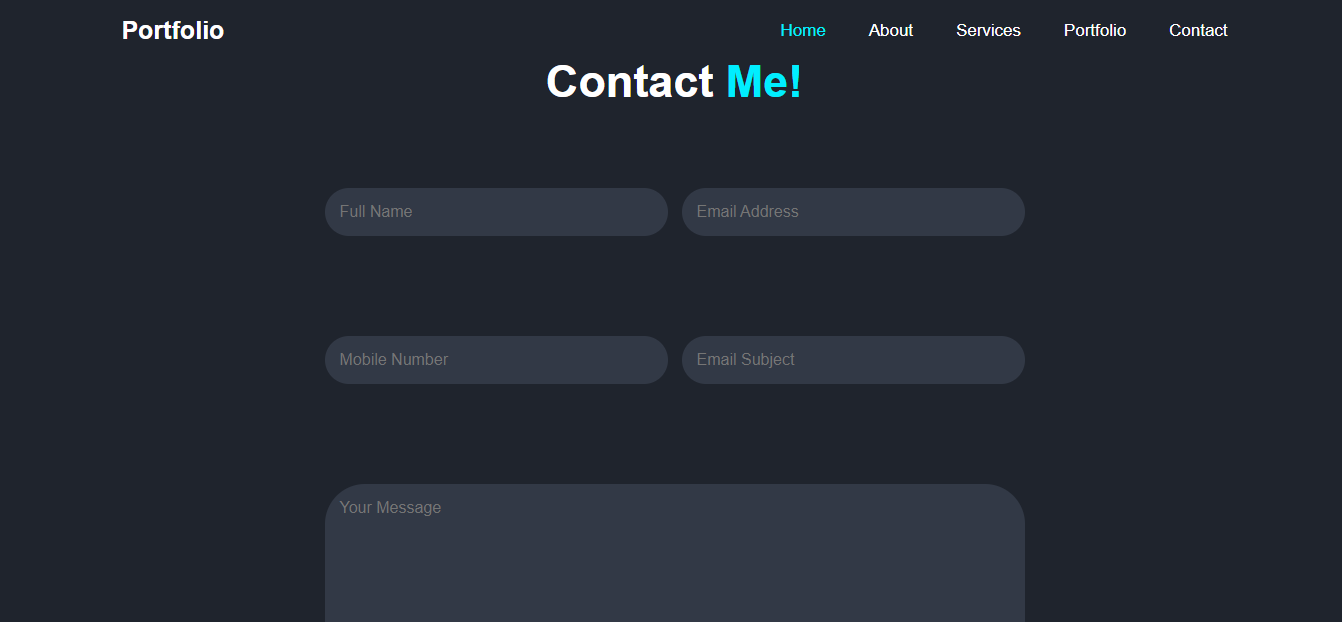 Portfolio Home About Services Portfolio Contact
Contact Me!
Full Name Email Address
Mobile Number Email Subject
Your Message